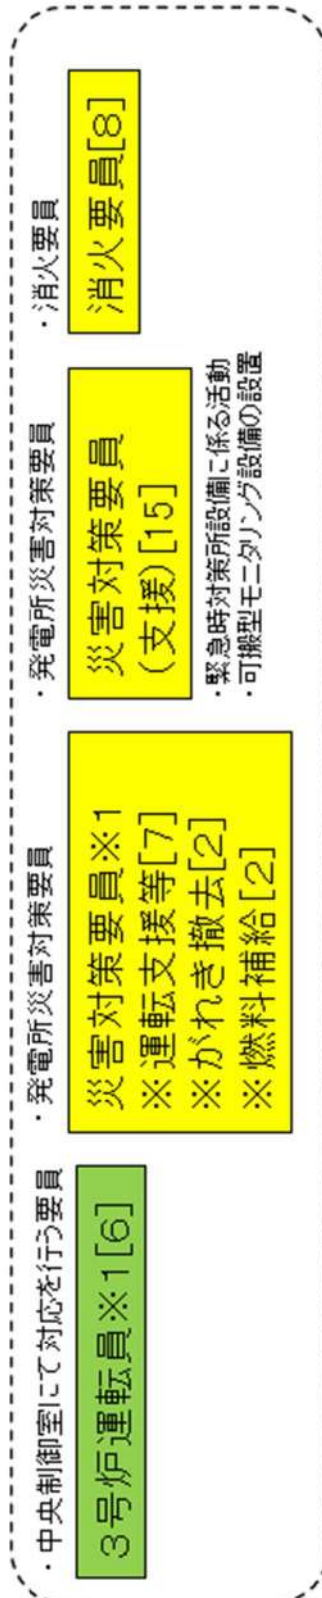 ・中央制御室にて対応を行う要員
3号炉運転員※1[6]
・発電所災害対策要員
災害対策要員※1
※運転支援等[7]
※がれき撤去[2]
※燃料補給[2]
・発電所災害対策要員
災害対策要員
(支援)[15]
・緊急時対策所設備に係る活動
・可搬型モニタリング設備の設置
・消火要員
消火要員[8]